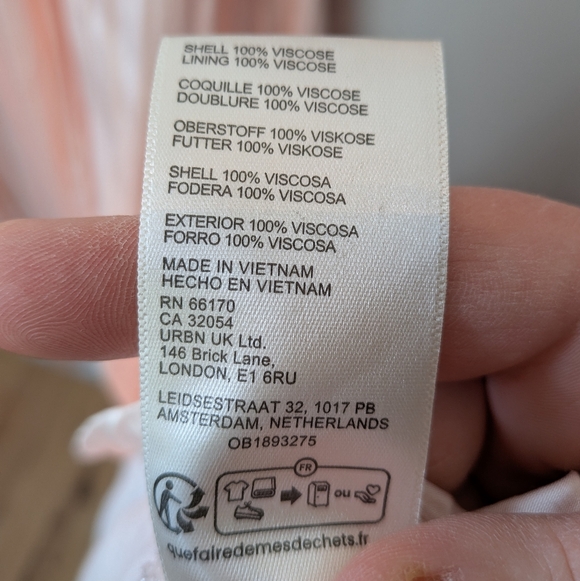 SHELL 100% VISCOSE
LINING 100% VISCOSE
COQUILLE 100% VISCOSE
DOUBLURE 100% VISCOSE
OBERSTOFF 100% VISKOSE
FUTTER 100% VISKOSE
SHELL 100% VISCOSA
FODERA 100% VISCOSA
EXTERIOR 100% VISCOSA
FORRO 100% VISCOSA
MADE IN VIETNAM
HECHO EN VIETNAM
RN 66170
CA 32054
URBN UK Ltd.
146 Brick Lane,
LONDON, E1 6RU
LEIDSESTRAAT 32, 1017 PB
AMSTERDAM, NETHERLANDS
OB1893275
FR
OU
quefairedemesdechets.fr